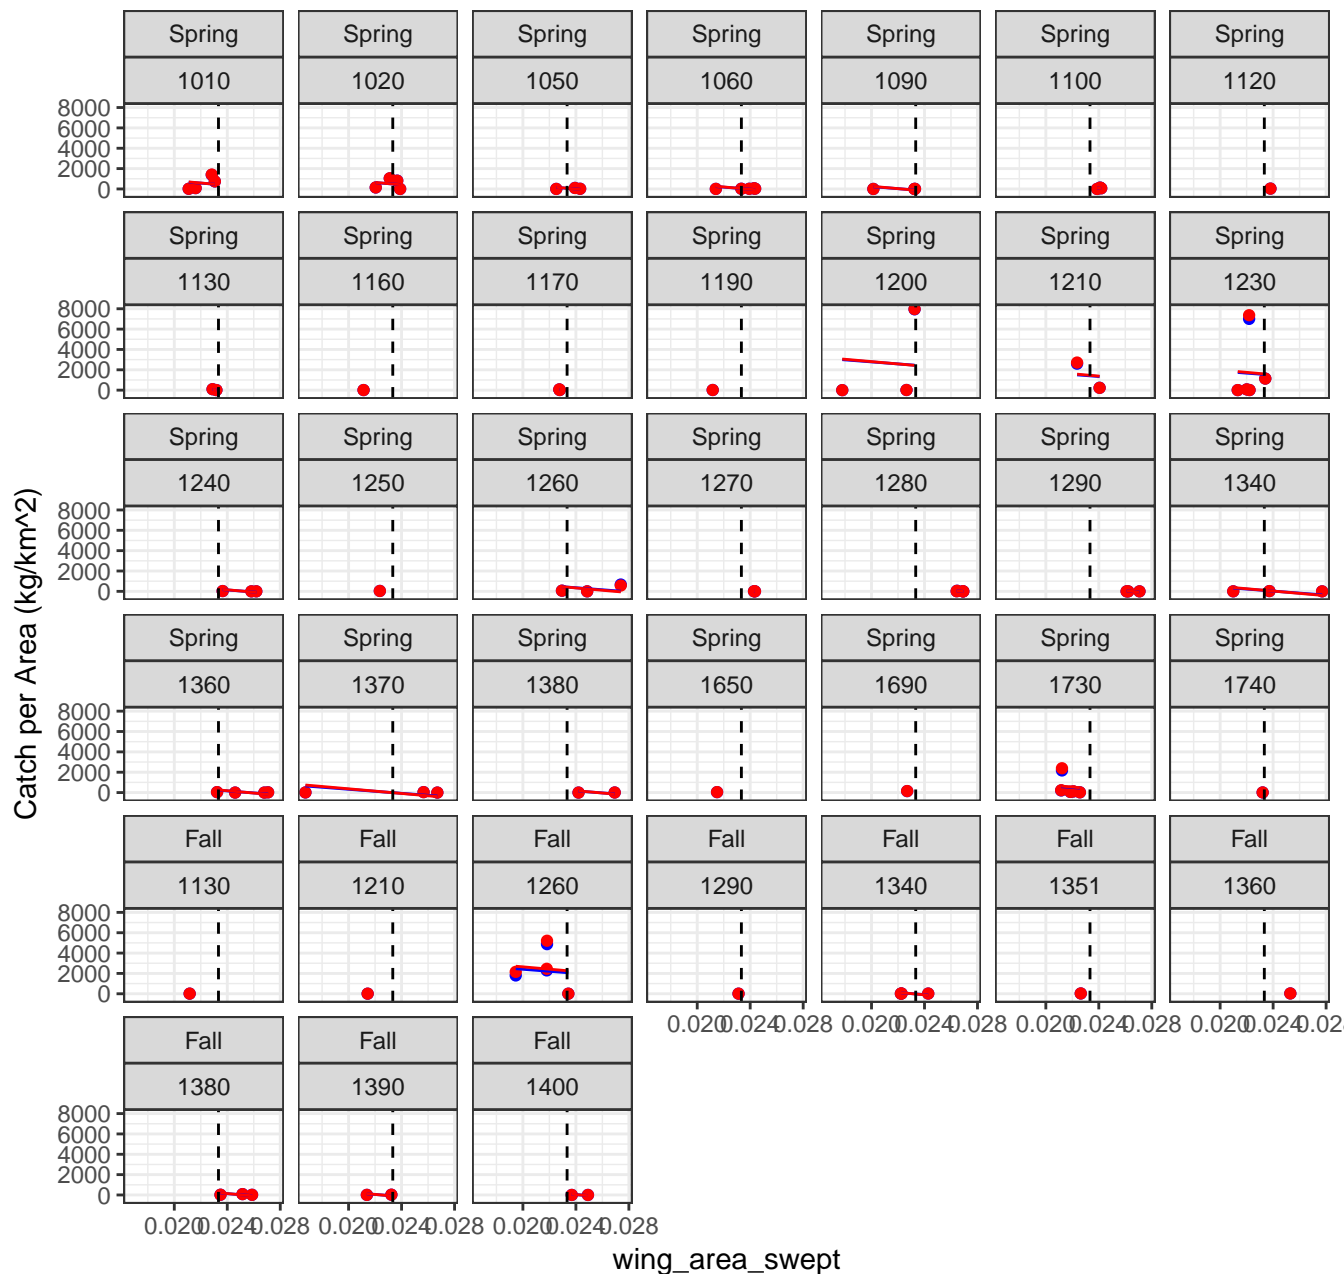 Spring Spring Spring Spring Spring Spring Spring
1010 1020 1050 1060 1090 1100 1120
8000
6000
4000
2000
0
Spring Spring Spring Spring Spring Spring Spring
1130 1160 1170 1190 1200 1210 1230
8000
6000
4000
2000
0
Spring Spring Spring Spring Spring Spring Spring
1240 1250 1260 1270 1280 1290 1340
8000
6000
4000
2000
0
Catch per Area (kg/km^2)
Spring Spring Spring Spring Spring Spring Spring
1360 1370 1380 1650 1690 1730 1740
8000
6000
4000
2000
0
Fall Fall Fall Fall Fall Fall Fall
1130 1210 1260 1290 1340 1351 1360
8000
6000
4000
2000
0
0.020 0.024 0.028 0.020 0.024 0.028 0.020 0.024 0.028 0.020 0.024
Fall Fall Fall
1380 1390 1400
8000
6000
4000
2000
0
0.020 0.024 0.028 0.020 0.024 0.028 0.020 0.024 0.028
wing_area_swept